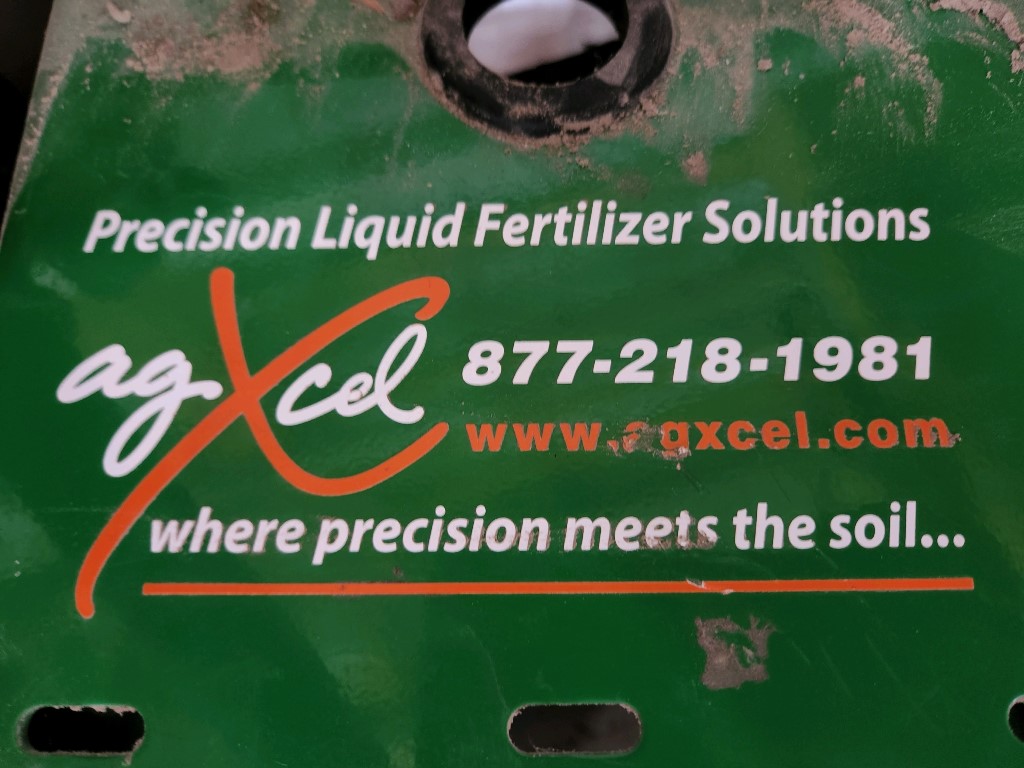 Precision Liquid Fertilizer Solutions
agXcel
877-218-1981
www.agxcel.com
where precision meets the soil...